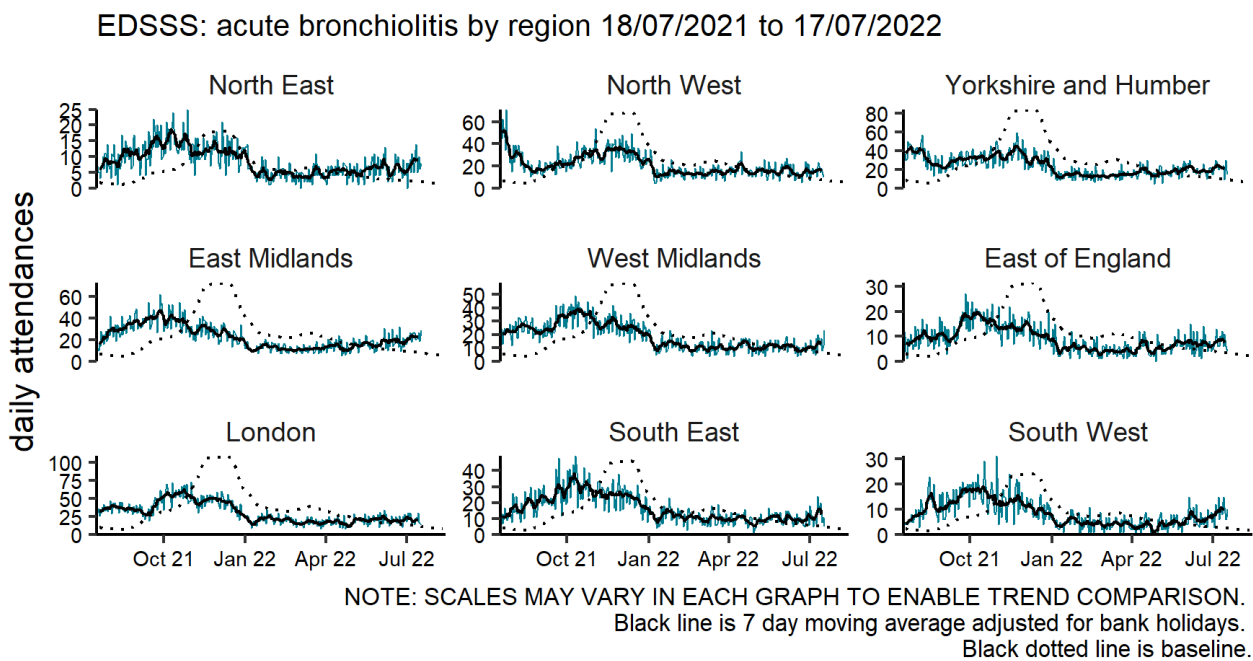 EDSSS: acute bronchiolitis by region 18/07/2021 to 17/07/2022
daily attendances
North East
25
20
15
10
5
0
North West
60
40
20
0
Yorkshire and Humber
80
60
40
20
0
East Midlands
60
40
20
0
West Midlands
50
40
30
20
10
0
East of England
30
20
10
0
London
100
75
50
25
0
South East
40
30
20
10
0
South West
30
20
10
0
Oct 21 Jan 22 Apr 22 Jul 22
Oct 21 Jan 22 Apr 22 Jul 22
Oct 21 Jan 22 Apr 22 Jul 22
NOTE: SCALES MAY VARY IN EACH GRAPH TO ENABLE TREND COMPARISON.
Black line is 7 day moving average adjusted for bank holidays.
Black dotted line is baseline.